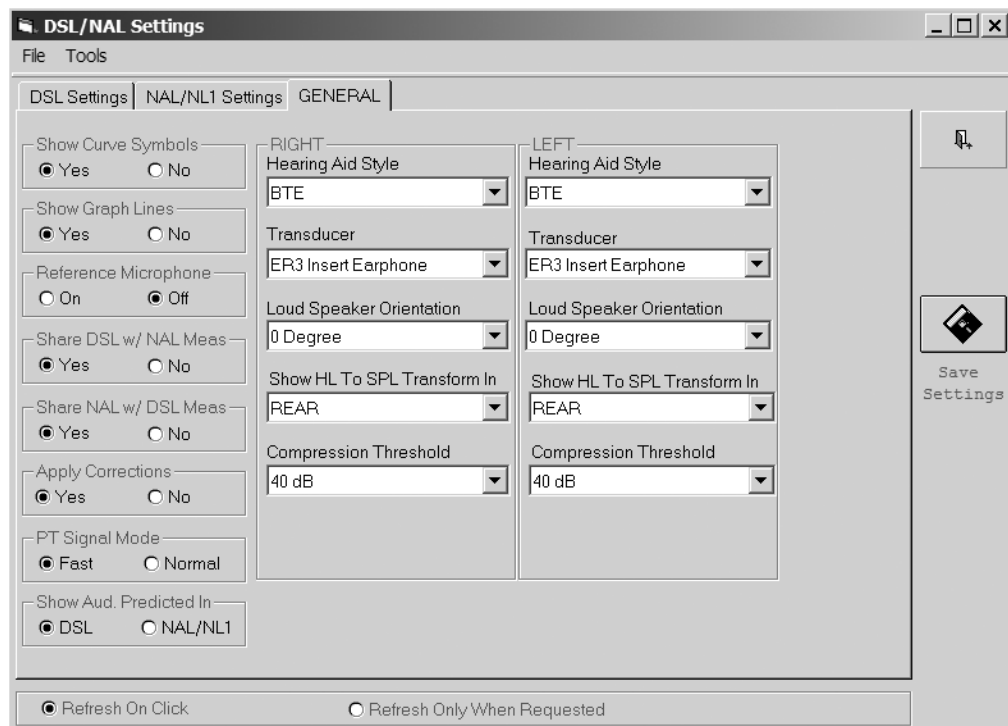 DSL/NAL Settings
File Tools
DSL Settings NAL/NL1 Settings GENERAL
Show Curve Symbols
Yes No
Show Graph Lines
Yes No
Reference Microphone
On Off
Share DSL w/ NAL Meas
Yes No
Share NAL w/ DSL Meas
Yes No
Apply Corrections
Yes No
PT Signal Mode
Fast Normal
Show Aud. Predicted In
DSL NAL/NL1
RIGHT
Hearing Aid Style
BTE
Transducer
ER3 Insert Earphone
Loud Speaker Orientation
0 Degree
Show HL To SPL Transform In
REAR
Compression Threshold
40 dB
LEFT
Hearing Aid Style
BTE
Transducer
ER3 Insert Earphone
Loud Speaker Orientation
0 Degree
Show HL To SPL Transform In
REAR
Compression Threshold
40 dB
Save
Settings
Refresh On Click Refresh Only When Requested